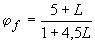 φ_f = (5 + L) / (1 + 4,5L)